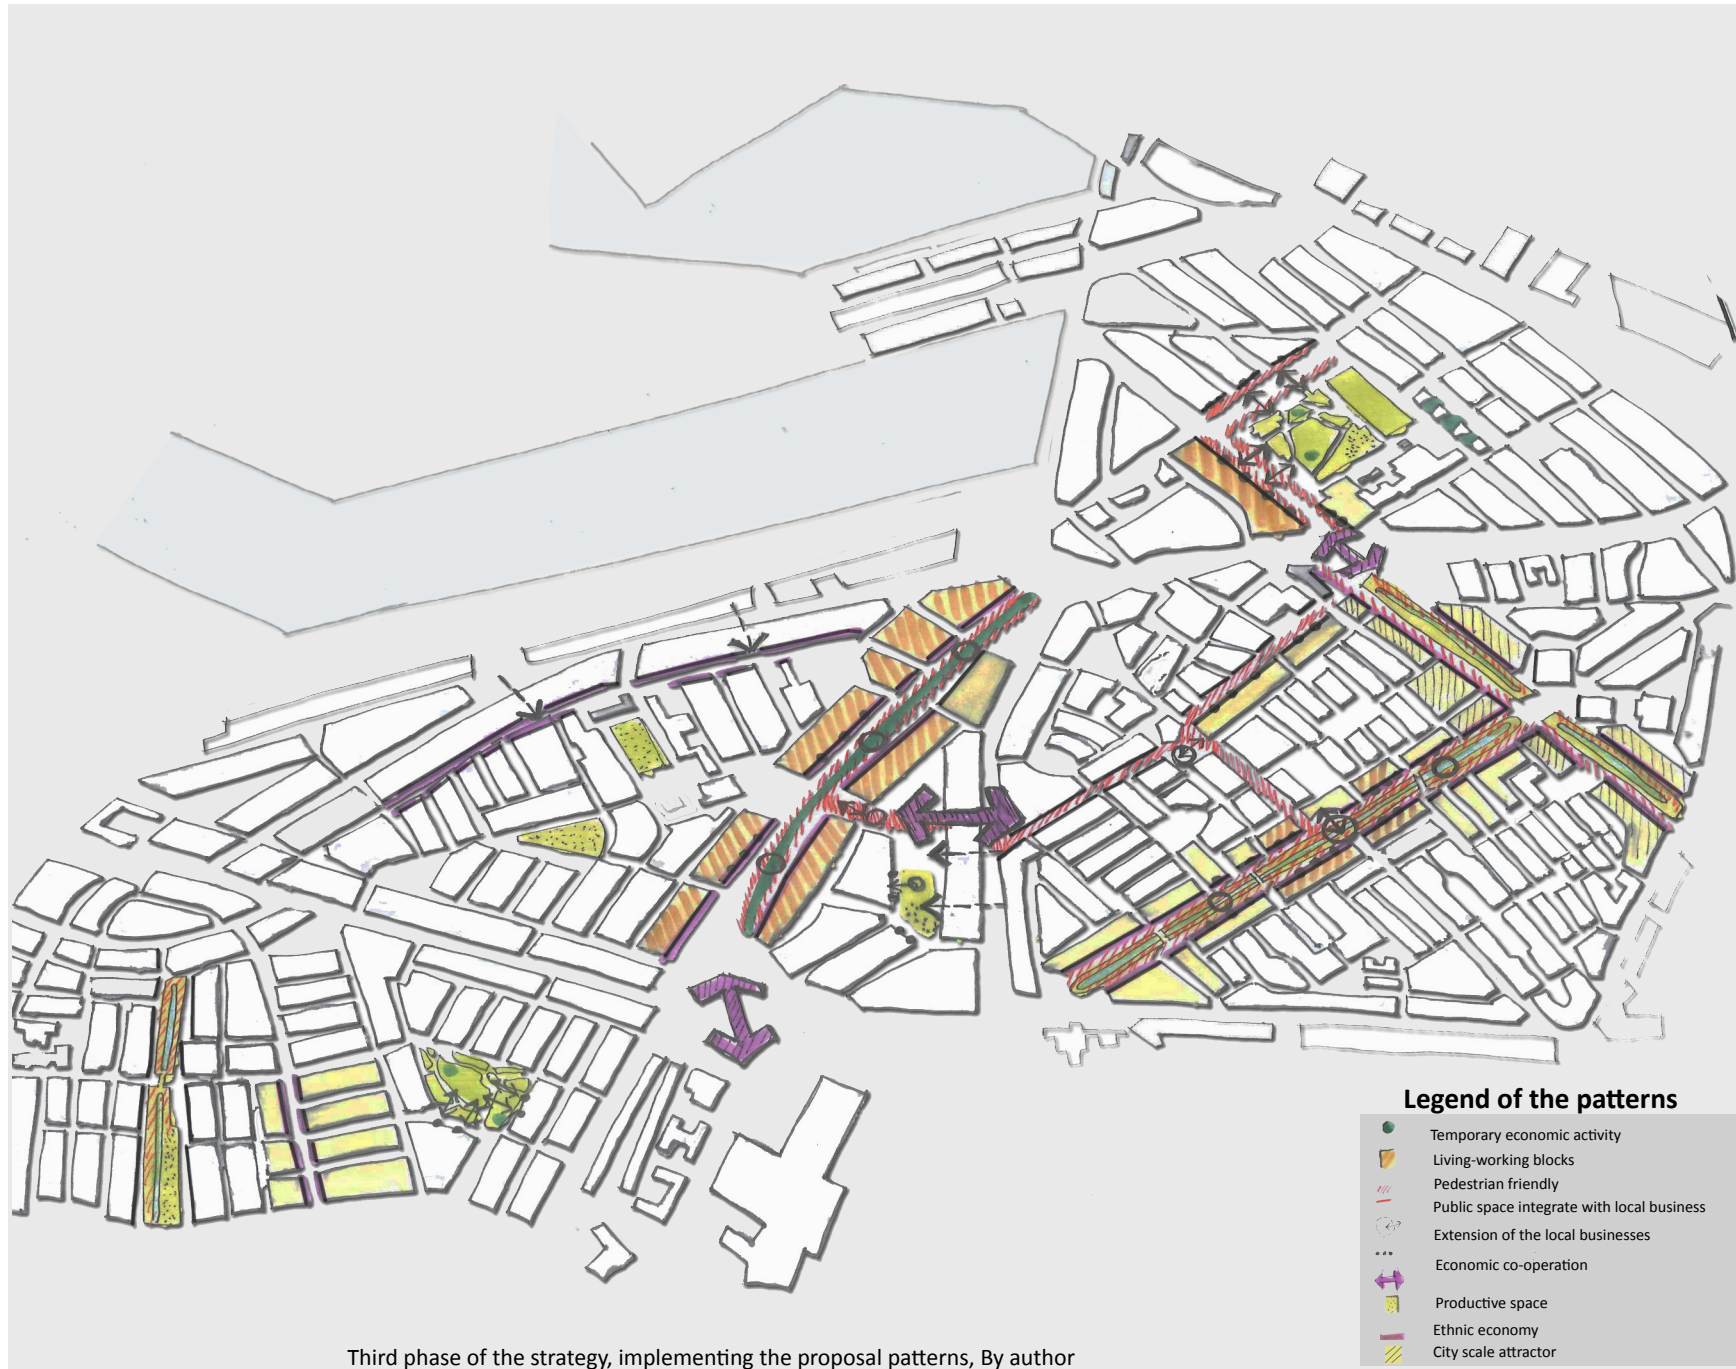 Legend of the patterns
Temporary economic activity
Living-working blocks
Pedestrian friendly
Public space integrate with local business
Extension of the local businesses
Economic co-operation
Productive space
Ethnic economy
City scale attractor
Third phase of the strategy, implementing the proposal patterns, By author